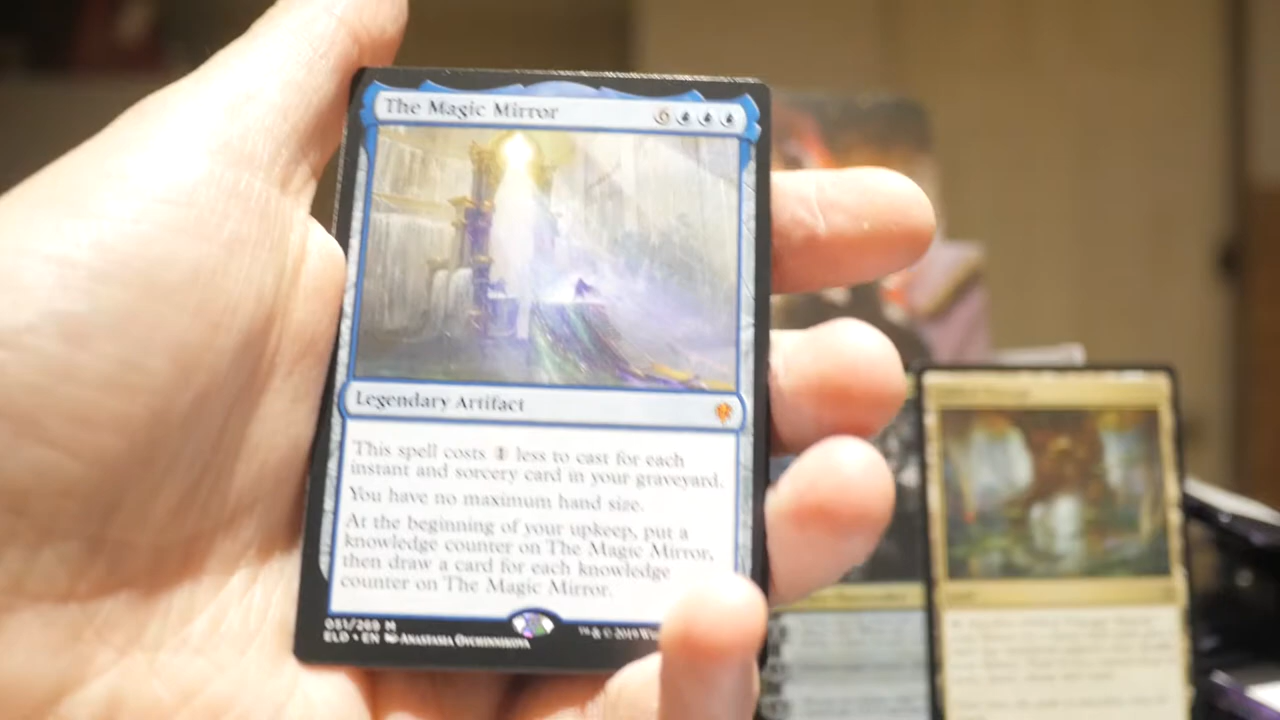 The Magic Mirror 6
Legendary Artifact
This spell costs 1 less to cast for each
instant and sorcery card in your graveyard.
You have no maximum hand size.
At the beginning of your upkeep, put a
knowledge counter on The Magic Mirror,
then draw a card for each knowledge
counter on The Magic Mirror.
051/269 M
ELD • EN ANASTASIA OVCHINNIKOVA
™ & © 2019